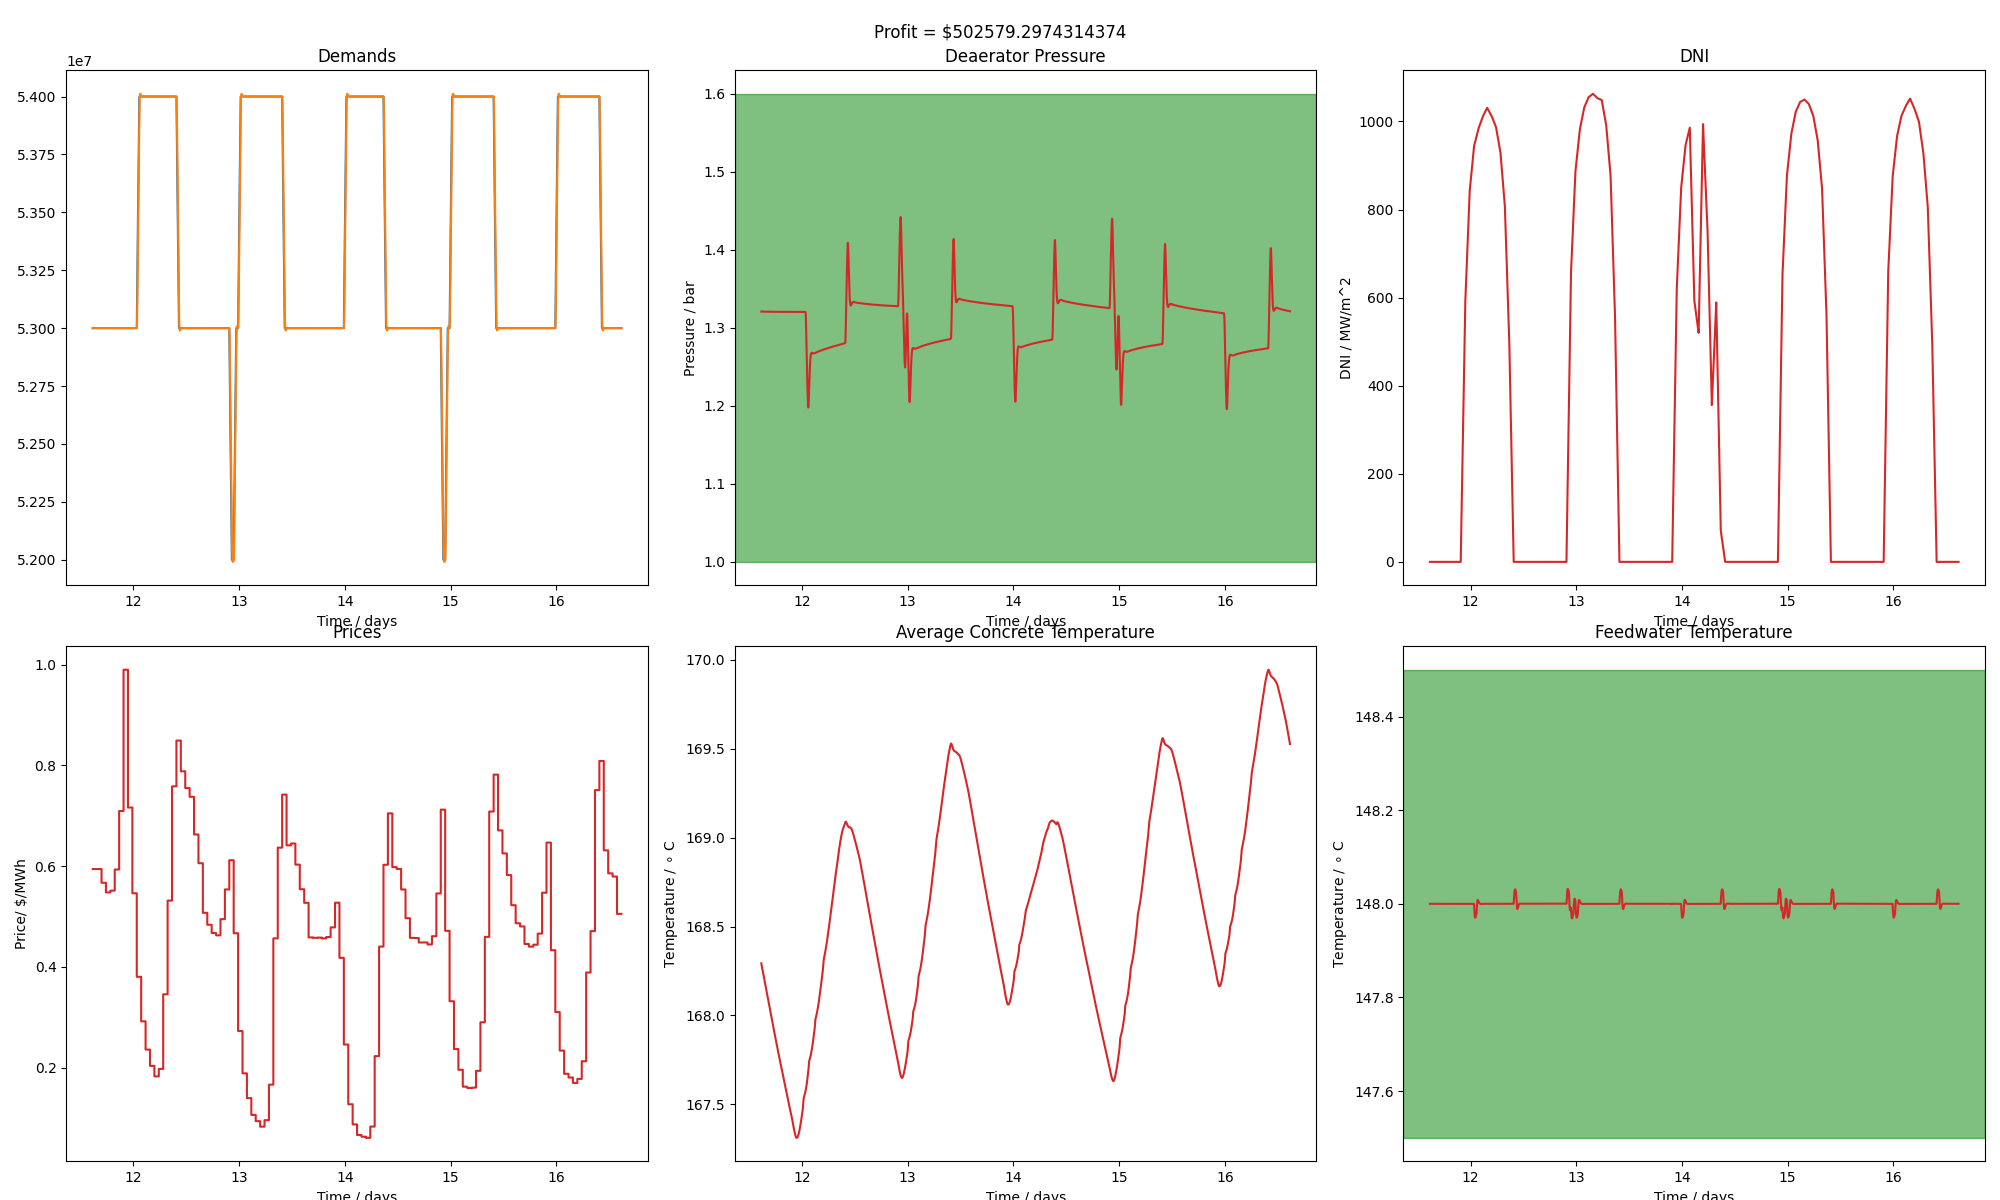 Profit = $502579.2974314374
Demands
1e7
5.400
5.375
5.350
5.325
5.300
5.275
5.250
5.225
5.200
12 13 14 15 16
Time / days
Deaerator Pressure
Pressure / bar
1.6
1.5
1.4
1.3
1.2
1.1
1.0
12 13 14 15 16
Time / days
DNI
DNI / MW/m^2
1000
800
600
400
200
0
12 13 14 15 16
Time / days
Prices
Price/ $/MWh
1.0
0.8
0.6
0.4
0.2
12 13 14 15 16
Time / days
Average Concrete Temperature
Temperature / ∘ C
170.0
169.5
169.0
168.5
168.0
167.5
12 13 14 15 16
Time / days
Feedwater Temperature
Temperature / ∘ C
148.4
148.2
148.0
147.8
147.6
12 13 14 15 16
Time / days